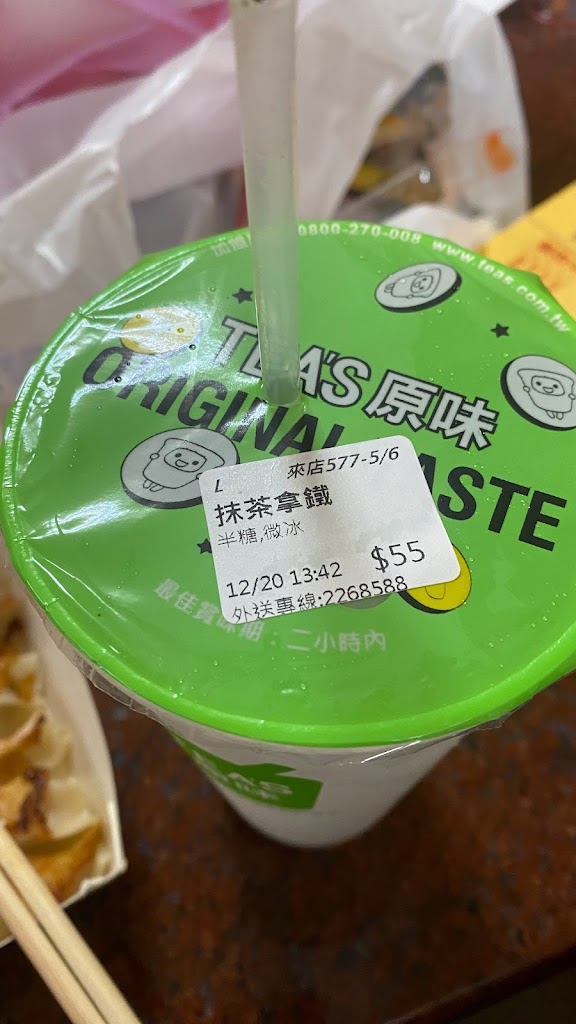 加盟
0800-270-008 www.teas.com.tw
TEA'S 原味
ORIGINAL TASTE
L 來店577-5/6
抹茶拿鐵
半糖,微冰
12/20 13:42 $55
外送專線:2268588
最佳賞味期：二小時內